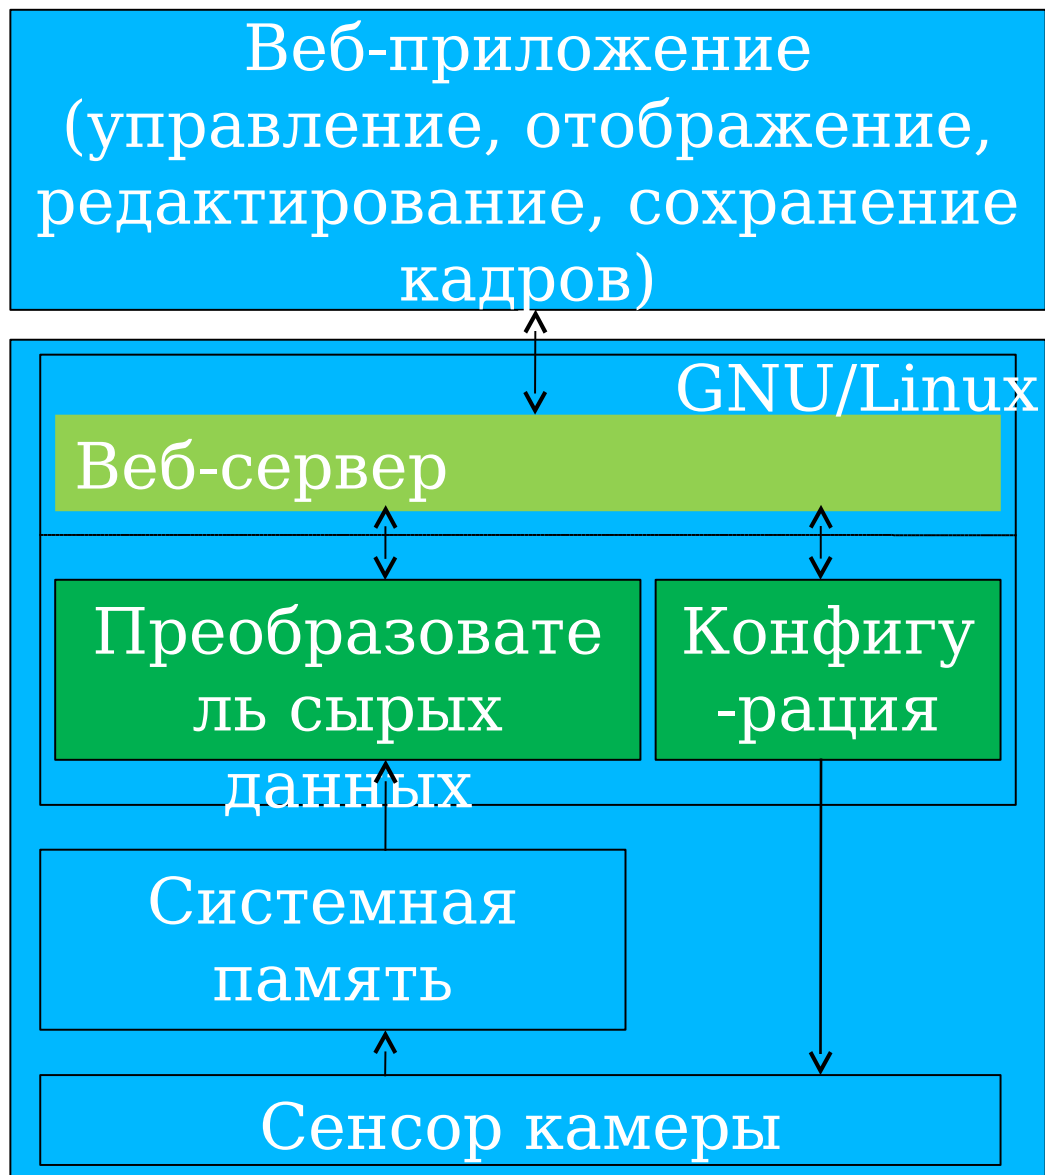 Веб-приложение
(управление, отображение,
редактирование, сохранение
кадров)
GNU/Linux
Веб-сервер
Преобразовате
ль сырых
данных
Конфигу
-рация
Системная
память
Сенсор камеры